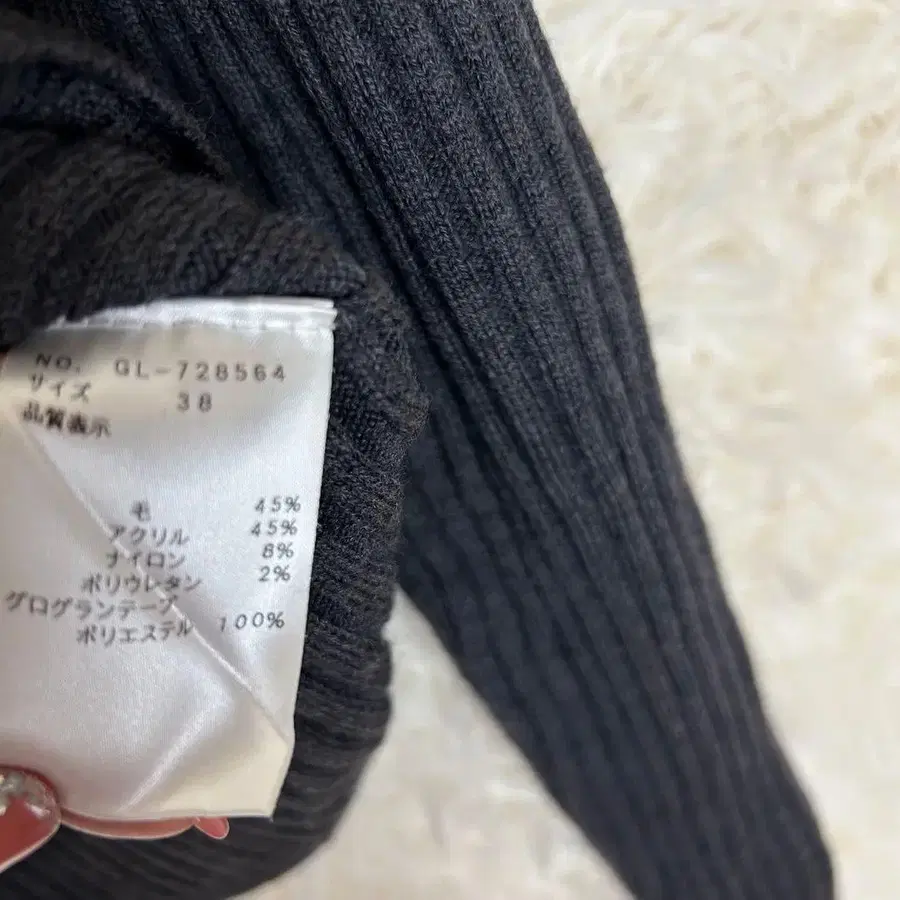 NO. GL-728564
サイズ 38
品質表示
毛 45%
アクリル 45%
ナイロン 8%
ポリウレタン 2%
グログランテープ
ポリエステル 100%